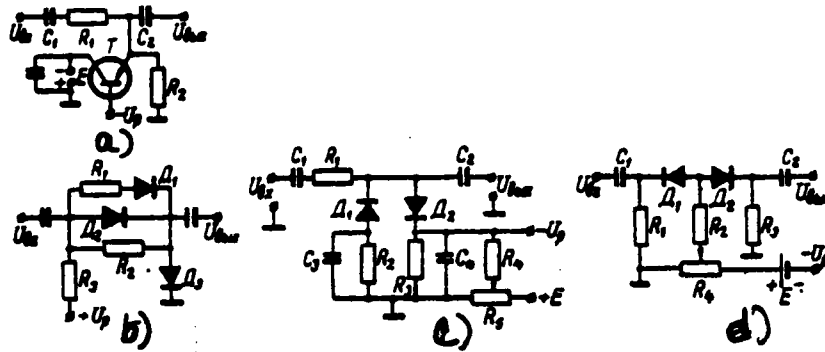 Uвх C₁ R₁ C₂ Uвых
T
- + E R₂
-Uр
a)
R₁ Д₁
Uвх Д₂ Uвых
R₂
R₃ Д₃
+Uр
b)
C₁ R₁ C₂
Uвх Uвых
Д₁ Д₂
-Uр
C₃ R₂ R₃ C₄ R₄
+E
R₅
c)
C₁ Д₁ Д₂ C₂
Uвх Uвых
R₁ R₂ R₃
R₄ + E - -Uр
d)